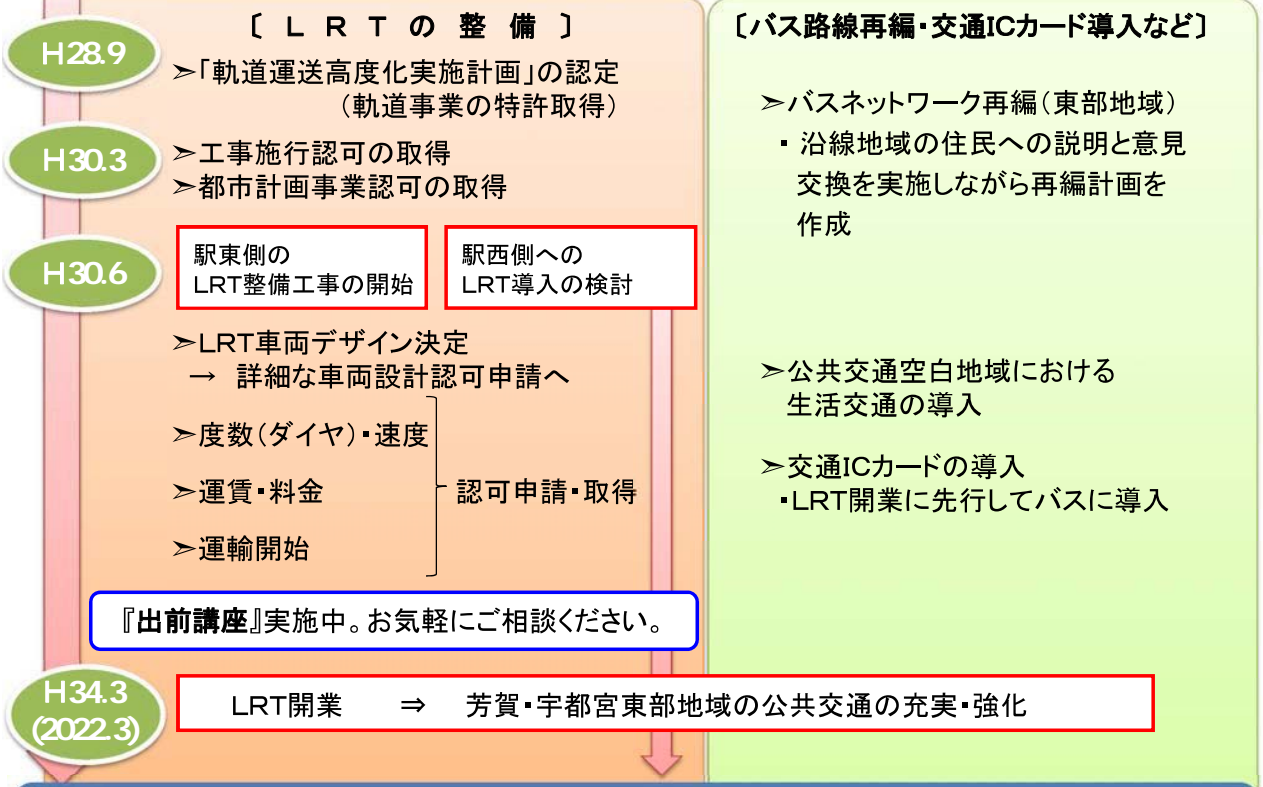 〔ＬＲＴの整備〕
H28.9
➢「軌道運送高度化実施計画」の認定
（軌道事業の特許取得）
H30.3
➢工事施行認可の取得
➢都市計画事業認可の取得
H30.6
駅東側の
LRT整備工事の開始
駅西側への
LRT導入の検討
➢LRT車両デザイン決定
→ 詳細な車両設計認可申請へ
➢度数（ダイヤ）・速度
➢運賃・料金
➢運輸開始
認可申請・取得
『出前講座』実施中。お気軽にご相談ください。
H34.3
(2022.3)
LRT開業 ⇒ 芳賀・宇都宮東部地域の公共交通の充実・強化
〔バス路線再編・交通ICカード導入など〕
➢バスネットワーク再編（東部地域）
・沿線地域の住民への説明と意見
交換を実施しながら再編計画を
作成
➢公共交通空白地域における
生活交通の導入
➢交通ICカードの導入
・LRT開業に先行してバスに導入